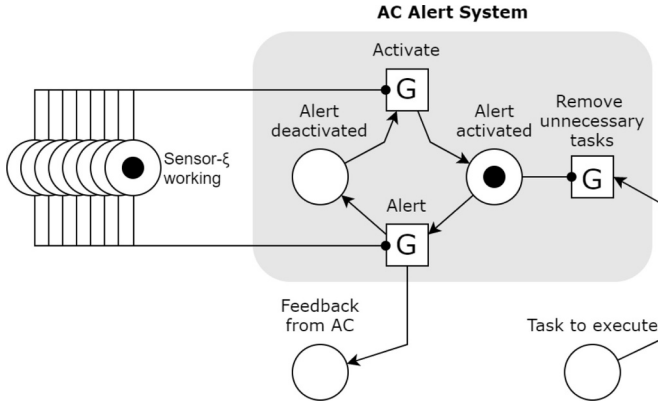 AC Alert System
Activate
G
Alert
deactivated
Alert
activated
Remove
unnecessary
tasks
G
Sensor-ξ
working
Alert
G
Feedback
from AC
Task to execute